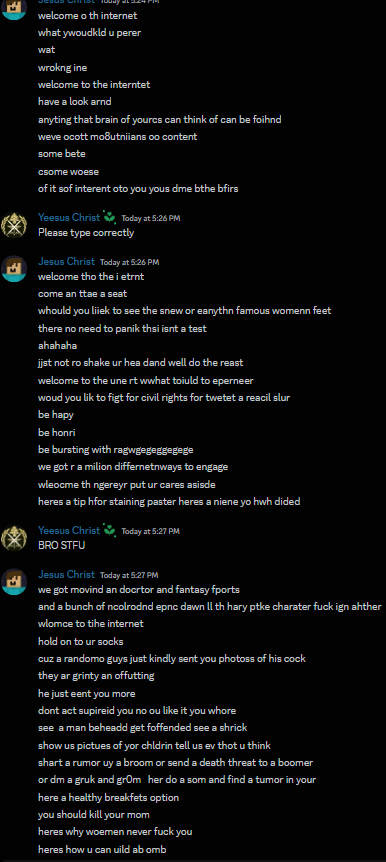 Jesus Christ Today at 5:24 PM
welcome o th internet
what ywoudkld u perer
wat
wrokng ine
welcome to the interntet
have a look arnd
anyting that brain of yourcs can think of can be foihnd
weve ocott mo8utniians oo content
some bete
csome woese
of it sof interent oto you yous dme bthe bfirs
Yeesus Christ Today at 5:26 PM
Please type correctly
Jesus Christ Today at 5:26 PM
welcome tho the i etrnt
come an ttae a seat
whould you liiek to see the snew or eanythn famous womenn feet
there no need to panik thsi isnt a test
ahahaha
jjst not ro shake ur hea dand well do the reast
welcome to the une rt wwhat toiuld to eperneer
woud you lik to figt for civil rights for twetet a reacil slur
be hapy
be honri
be bursting with ragwgegeggegege
we got r a milion differnetnways to engage
wleocme th ngereyr put ur cares asisde
heres a tip hfor staining paster heres a niene yo hwh dided
Yeesus Christ Today at 5:27 PM
BRO STFU
Jesus Christ Today at 5:27 PM
we got movind an docrtor and fantasy fports
and a bunch of ncolrodnd epnc dawn ll th hary ptke charater fuck ign ahther
wlomce to tihe internet
hold on to ur socks
cuz a randomo guys just kindly sent you photoss of his cock
they ar grinty an offutting
he just eent you more
dont act supireid you no ou like it you whore
see a man beheadd get foffended see a shrick
show us pictues of yor chldrin tell us ev thot u think
shart a rumor uy a broom or send a death threat to a boomer
or dm a gruk and gr0m her do a som and find a tumor in your
here a healthy breakfets option
you should kill your mom
heres why woemen never fuck you
heres how u can uild ab omb